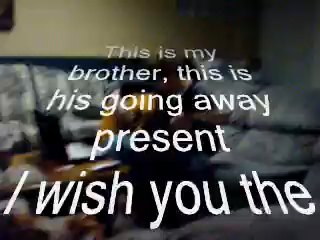 This is my
brother, this is
his going away
present
I wish you the